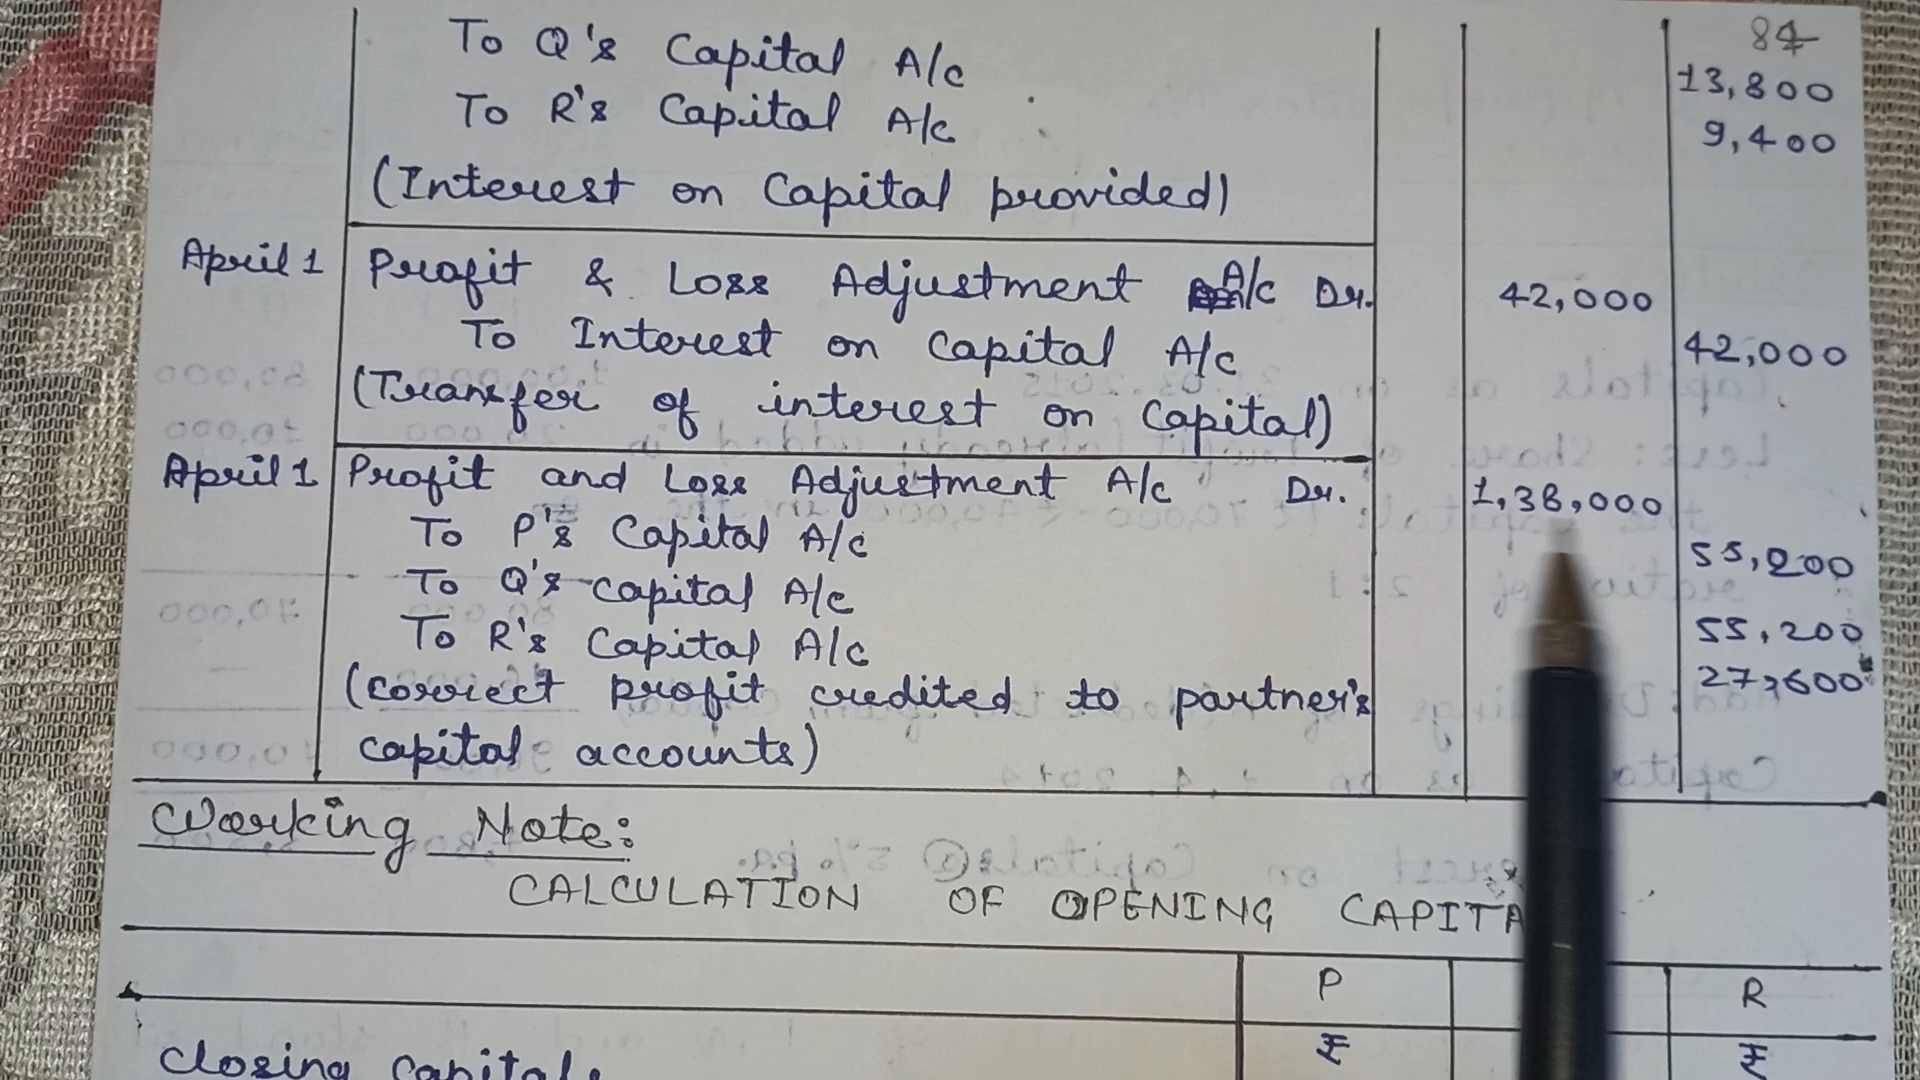 84
To Q's Capital A/c 13,800
To R's Capital A/c 9,400
(Interest on Capital provided)
April 1 Profit & Loss Adjustment A/c Dr. 42,000
To Interest on Capital A/c 42,000
(Transfer of interest on Capital)
April 1 Profit and Loss Adjustment A/c Dr. 1,38,000
To P's Capital A/c 55,200
To Q's capital A/c 55,200
To R's Capital A/c 27,600
(correct profit credited to partner's
capital accounts)
Working Note:
CALCULATION OF OPENING CAPITA
P R
₹ ₹
Closing Capital